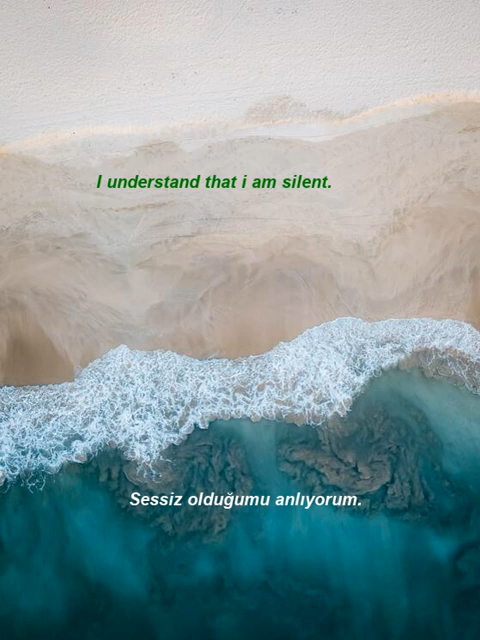 I understand that i am silent.
Sessiz olduğumu anlıyorum.